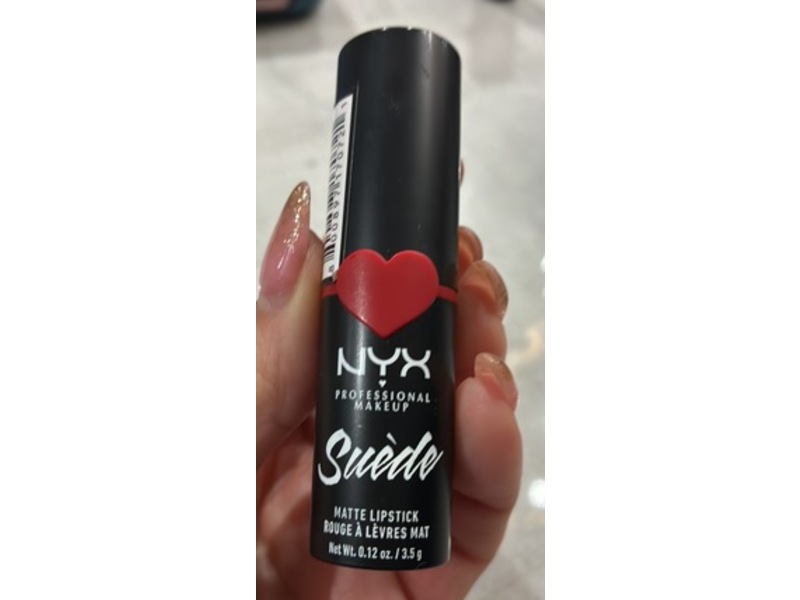 NYX
PROFESSIONAL
MAKEUP
Suède
MATTE LIPSTICK
ROUGE À LÈVRES MAT
Net Wt. 0.12 oz. / 3.5 g